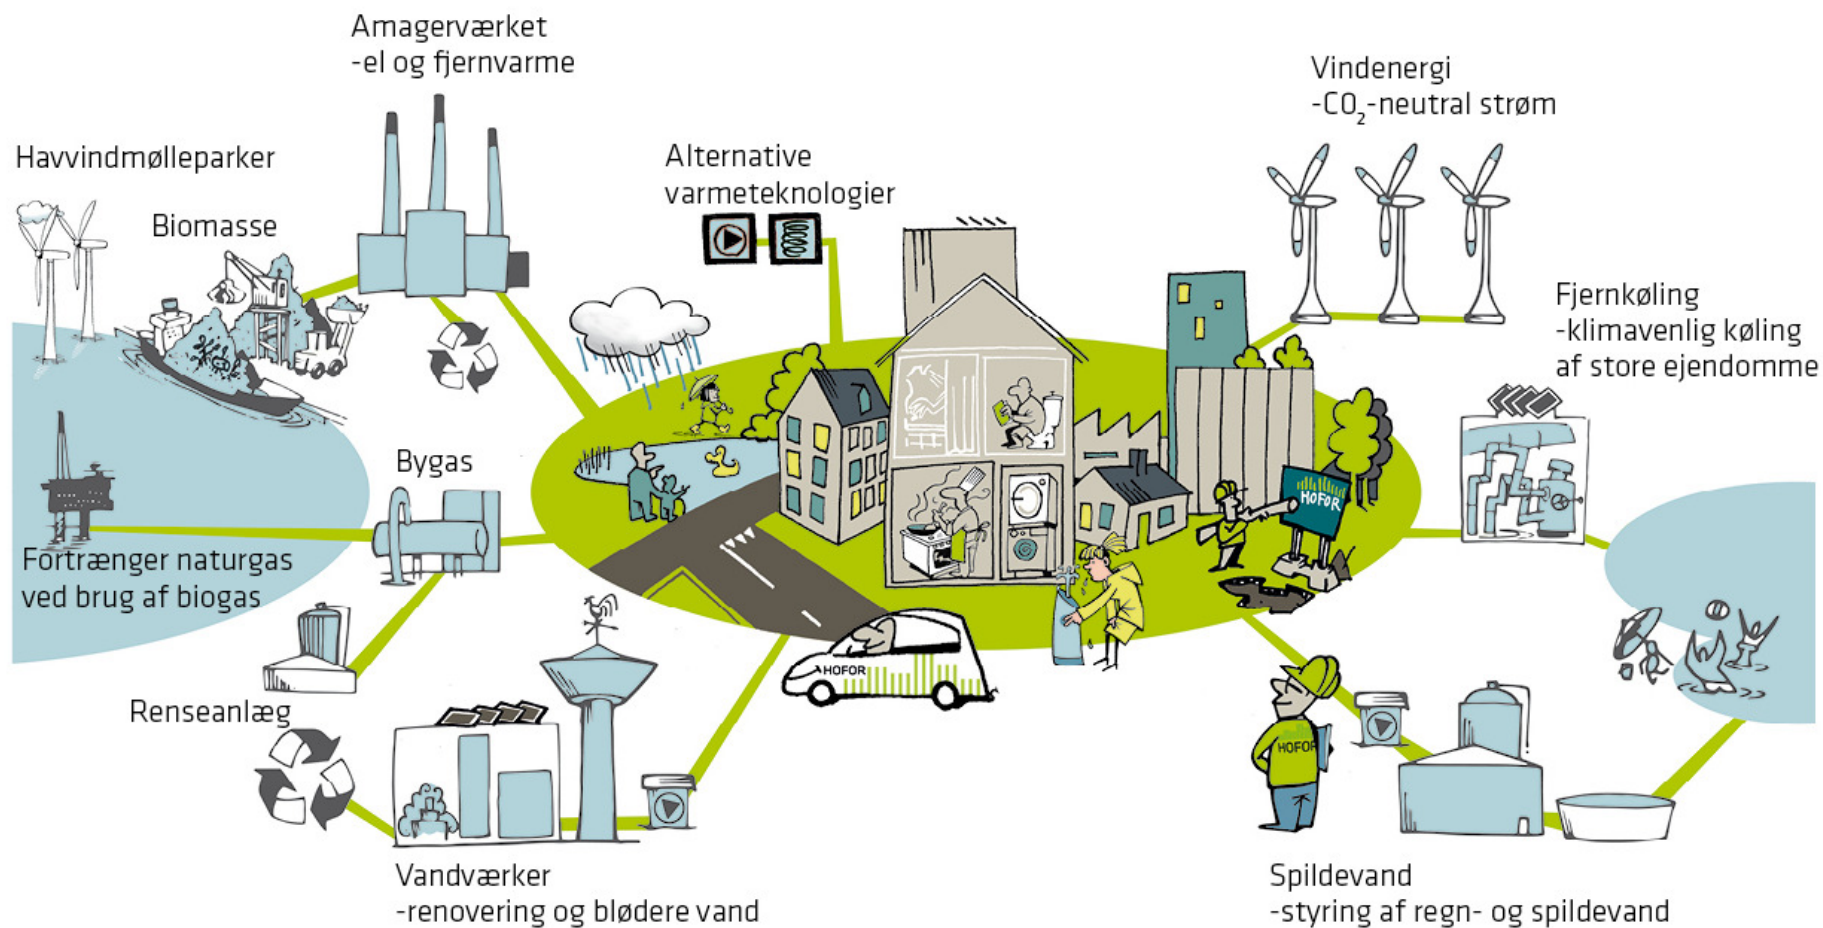 Amagerværket
-el og fjernvarme
Vindenergi
-CO₂-neutral strøm
Havvindmølleparker
Alternative
varmeteknologier
Biomasse
Fjernkøling
-klimavenlig køling
af store ejendomme
Bygas
HOFOR
Fortrænger naturgas
ved brug af biogas
HOFOR
Renseanlæg
HOFOR
Vandværker
-renovering og blødere vand
Spildevand
-styring af regn- og spildevand